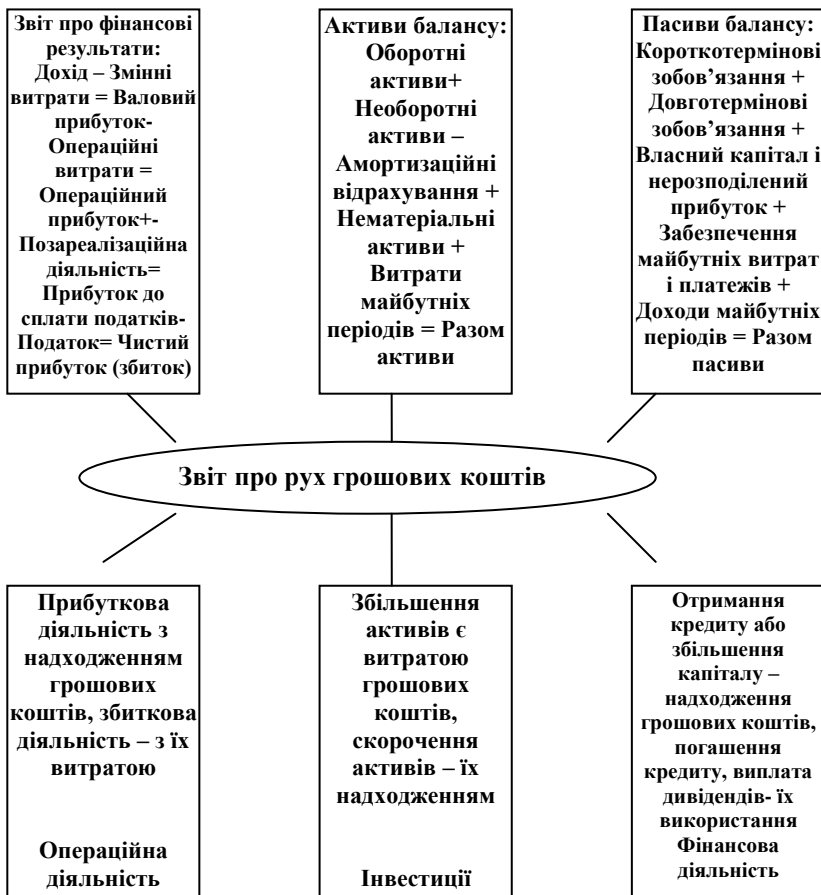 Звіт про фінансові
результати:
Дохід – Змінні
витрати = Валовий
прибуток-
Операційні
витрати =
Операційний
прибуток+-
Позареалізаційна
діяльність=
Прибуток до
сплати податків-
Податок= Чистий
прибуток (збиток)
Активи балансу:
Оборотні
активи+
Необоротні
активи –
Амортизаційні
відрахування +
Нематеріальні
активи +
Витрати
майбутніх
періодів = Разом
активи
Пасиви балансу:
Короткотермінові
зобов’язання +
Довготермінові
зобов’язання +
Власний капітал і
нерозподілений
прибуток +
Забезпечення
майбутніх витрат
і платежів +
Доходи майбутніх
періодів = Разом
пасиви
Звіт про рух грошових коштів
Прибуткова
діяльність з
надходженням
грошових
коштів, збиткова
діяльність – з їх
витратою
Операційна
діяльність
Збільшення
активів є
витратою
грошових
коштів,
скорочення
активів – їх
надходженням
Інвестиції
Отримання
кредиту або
збільшення
капіталу –
надходження
грошових коштів,
погашення
кредиту, виплата
дивідендів- їх
використання
Фінансова
діяльність